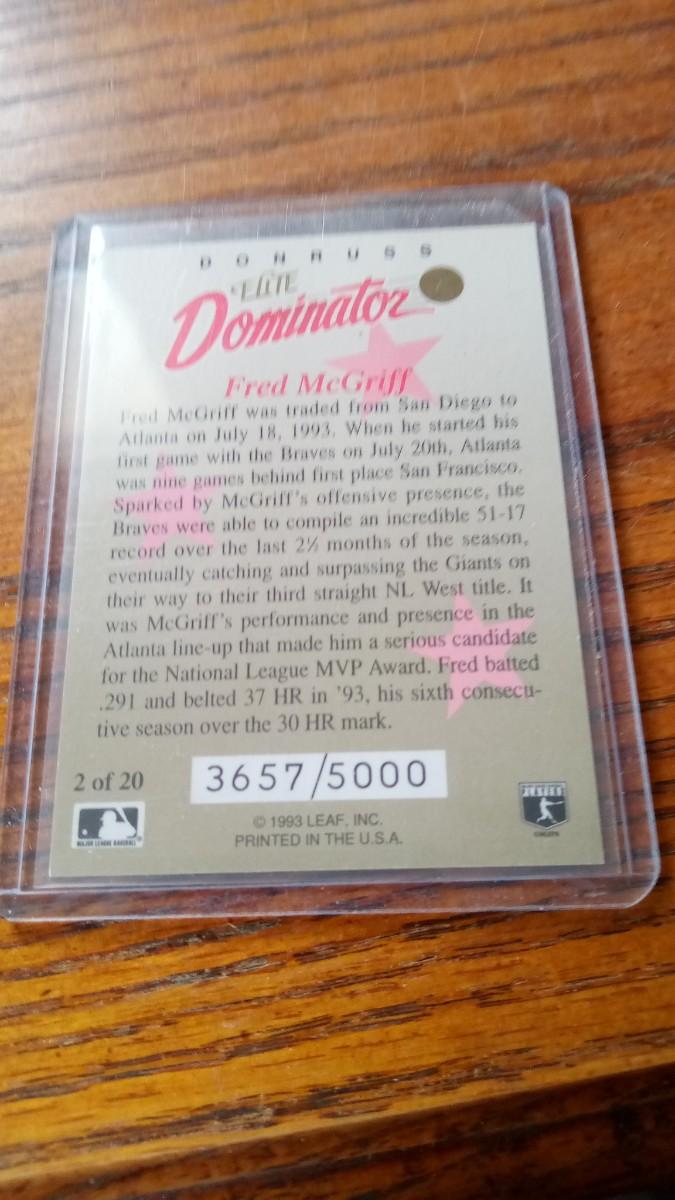 DONRUSS
ELITE
Dominator
Fred McGriff
Fred McGriff was traded from San Diego to
Atlanta on July 18, 1993. When he started his
first game with the Braves on July 20th, Atlanta
was nine games behind first place San Francisco.
Sparked by McGriff's offensive presence, the
Braves were able to compile an incredible 51-17
record over the last 2½ months of the season,
eventually catching and surpassing the Giants on
their way to their third straight NL West title. It
was McGriff's performance and presence in the
Atlanta line-up that made him a serious candidate
for the National League MVP Award. Fred batted
.291 and belted 37 HR in '93, his sixth consecu-
tive season over the 30 HR mark.
2 of 20
3657/5000
MAJOR LEAGUE BASEBALL
© 1993 LEAF, INC.
PRINTED IN THE U.S.A.
PLAYERS